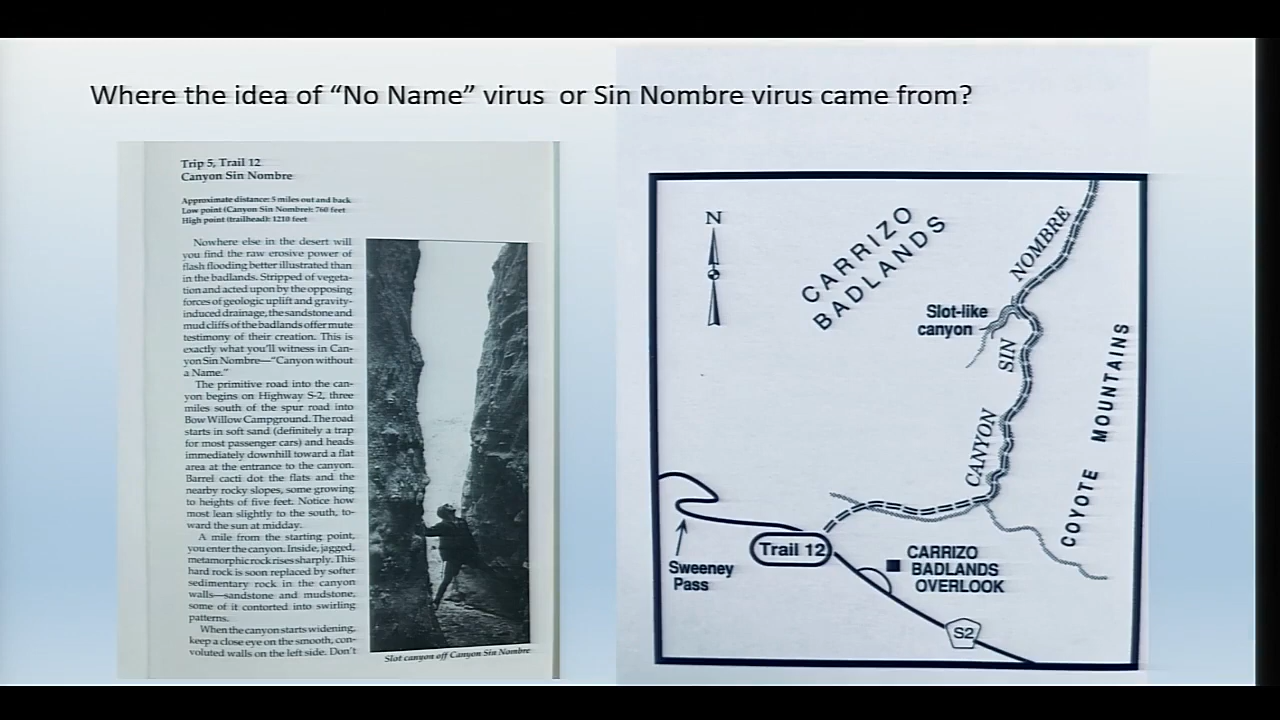 Where the idea of “No Name” virus or Sin Nombre virus came from?
Trip 5, Trail 12
Canyon Sin Nombre
Approximate distance: 5 miles out and back
Low point (Canyon Sin Nombre): 760 feet
High point (trailhead): 1210 feet
Nowhere else in the desert will
you find the raw erosive power of
flash flooding better illustrated than
in the badlands. Stripped of vegeta-
tion and acted upon by the opposing
forces of geologic uplift and gravity-
induced drainage, the sandstone and
mud cliffs of the badlands offer mute
testimony of their creation. This is
exactly what you'll witness in Can-
yon Sin Nombre—"Canyon without
a Name."
The primitive road into the can-
yon begins on Highway S-2, three
miles south of the spur road into
Bow Willow Campground. The road
starts in soft sand (definitely a trap
for most passenger cars) and heads
immediately downhill toward a flat
area at the entrance to the canyon.
Barrel cacti dot the flats and the
nearby rocky slopes, some growing
to heights of five feet. Notice how
most lean slightly to the south, to-
ward the sun at midday.
A mile from the starting point,
you enter the canyon. Inside, jagged,
metamorphic rock rises sharply. This
hard rock is soon replaced by softer
sedimentary rock in the canyon
walls—sandstone and mudstone,
some of it contorted into swirling
patterns.
When the canyon starts widening,
keep a close eye on the smooth, con-
voluted walls on the left side. Don't
Slot canyon off Canyon Sin Nombre
N
CARRIZO
BADLANDS
NOMBRE
Slot-like
canyon
SIN
CANYON
COYOTE MOUNTAINS
Sweeney
Pass
Trail 12
CARRIZO
BADLANDS
OVERLOOK
S2